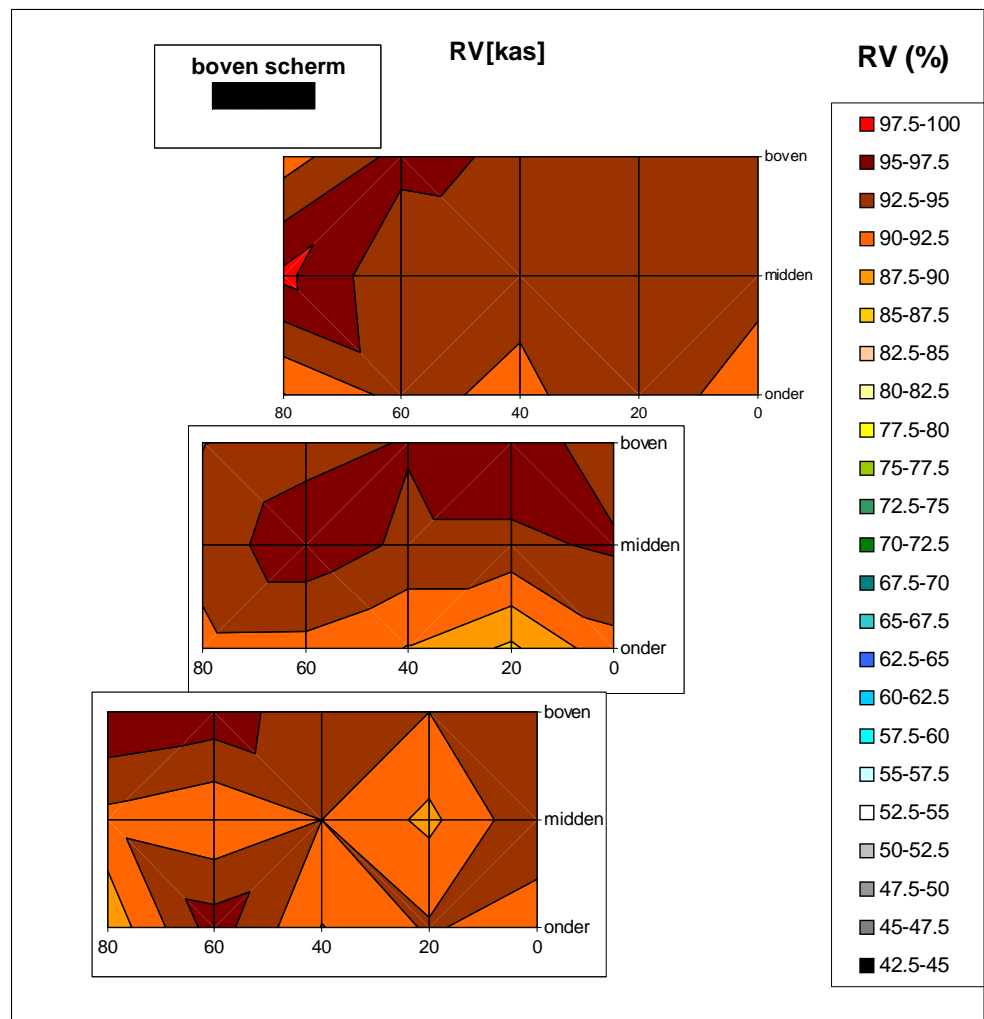 RV[kas]
RV (%)
boven scherm
97.5-100
95-97.5
92.5-95
90-92.5
87.5-90
85-87.5
82.5-85
80-82.5
77.5-80
75-77.5
72.5-75
70-72.5
67.5-70
65-67.5
62.5-65
60-62.5
57.5-60
55-57.5
52.5-55
50-52.5
47.5-50
45-47.5
42.5-45
boven
midden
onder
80 60 40 20 0
boven
midden
onder
80 60 40 20 0
boven
midden
onder
80 60 40 20 0